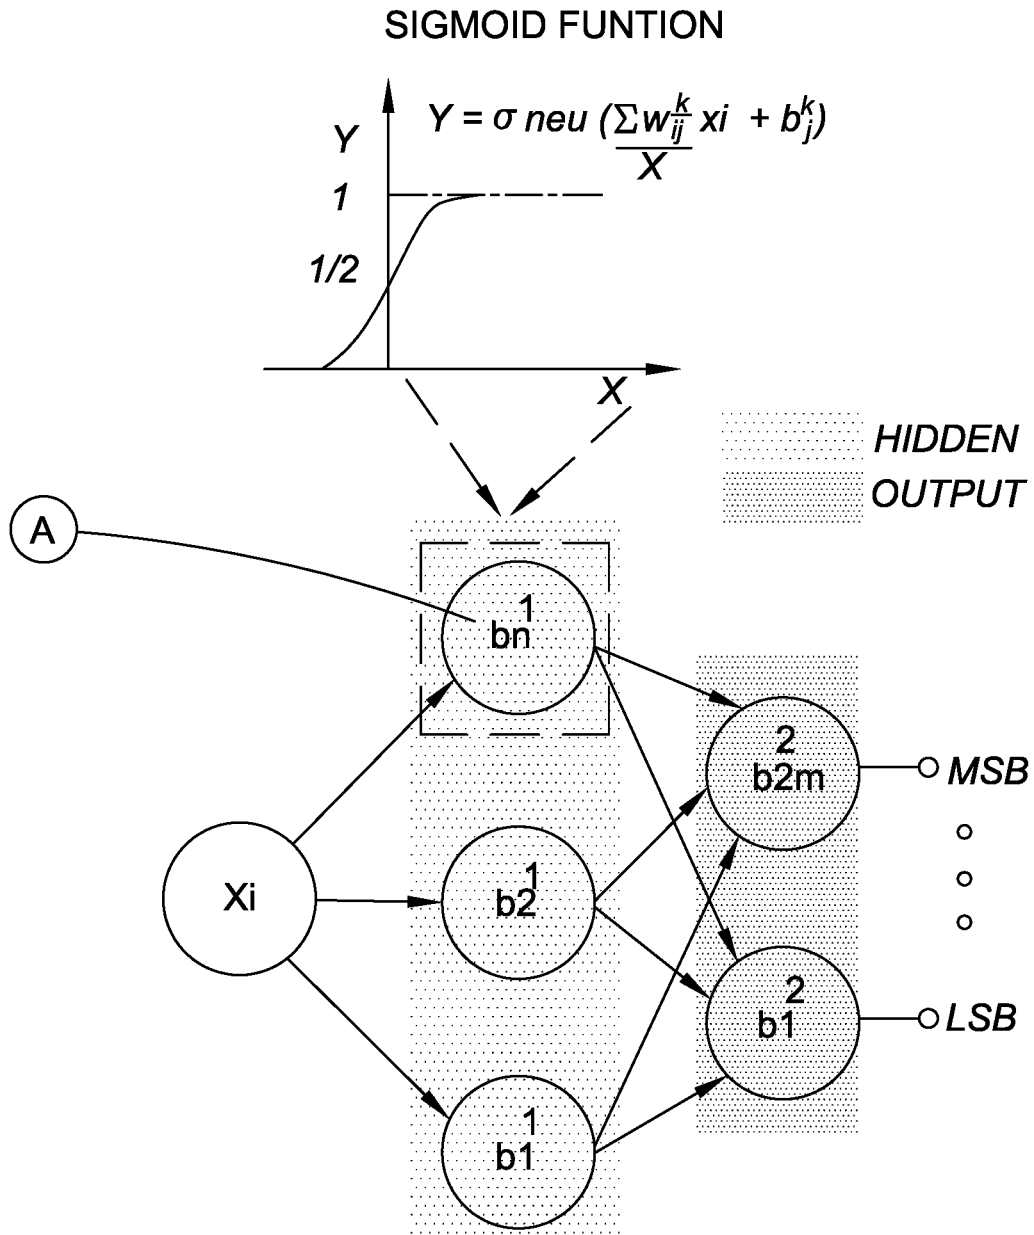 SIGMOID FUNTION
Y = σ neu (Σw^k_ij xi + b^k_j)
X
Y
1
1/2
X
HIDDEN
OUTPUT
A
1
bn
2
b2m
MSB
Xi
1
b2
2
b1
LSB
1
b1